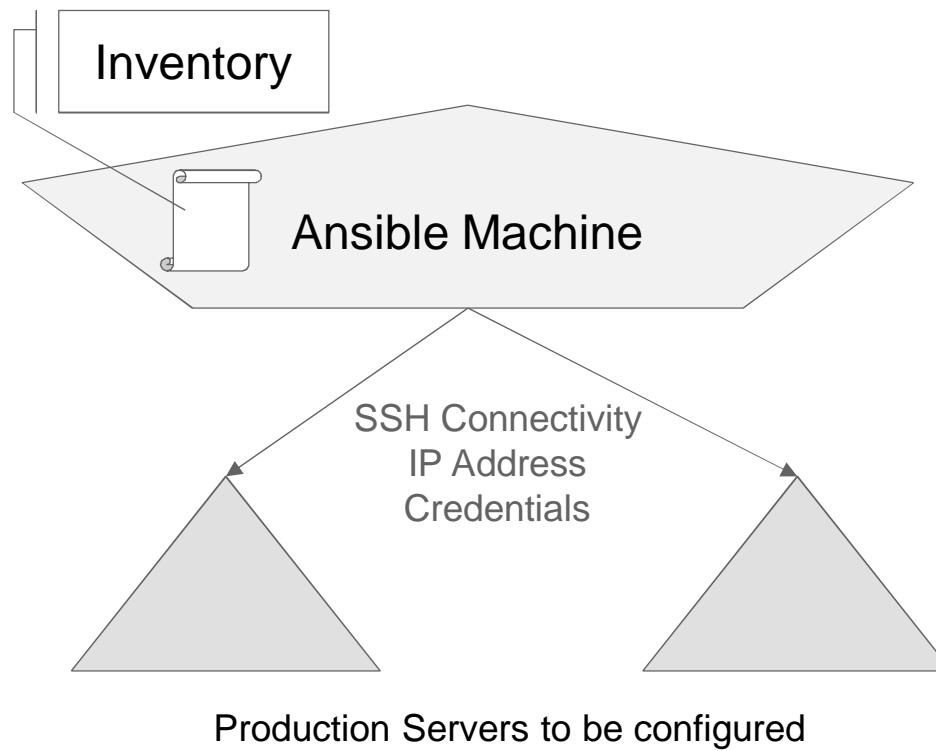 Inventory
Ansible Machine
SSH Connectivity
IP Address
Credentials
Production Servers to be configured